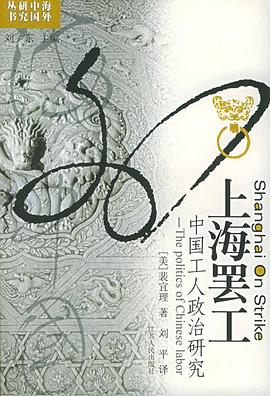 海外中国研究丛书
刘东 主编
上海罢工
Shanghai On Strike
中国工人政治研究
—The politics of Chinese labor
[美]裴宜理 著 刘平 译
江苏人民出版社